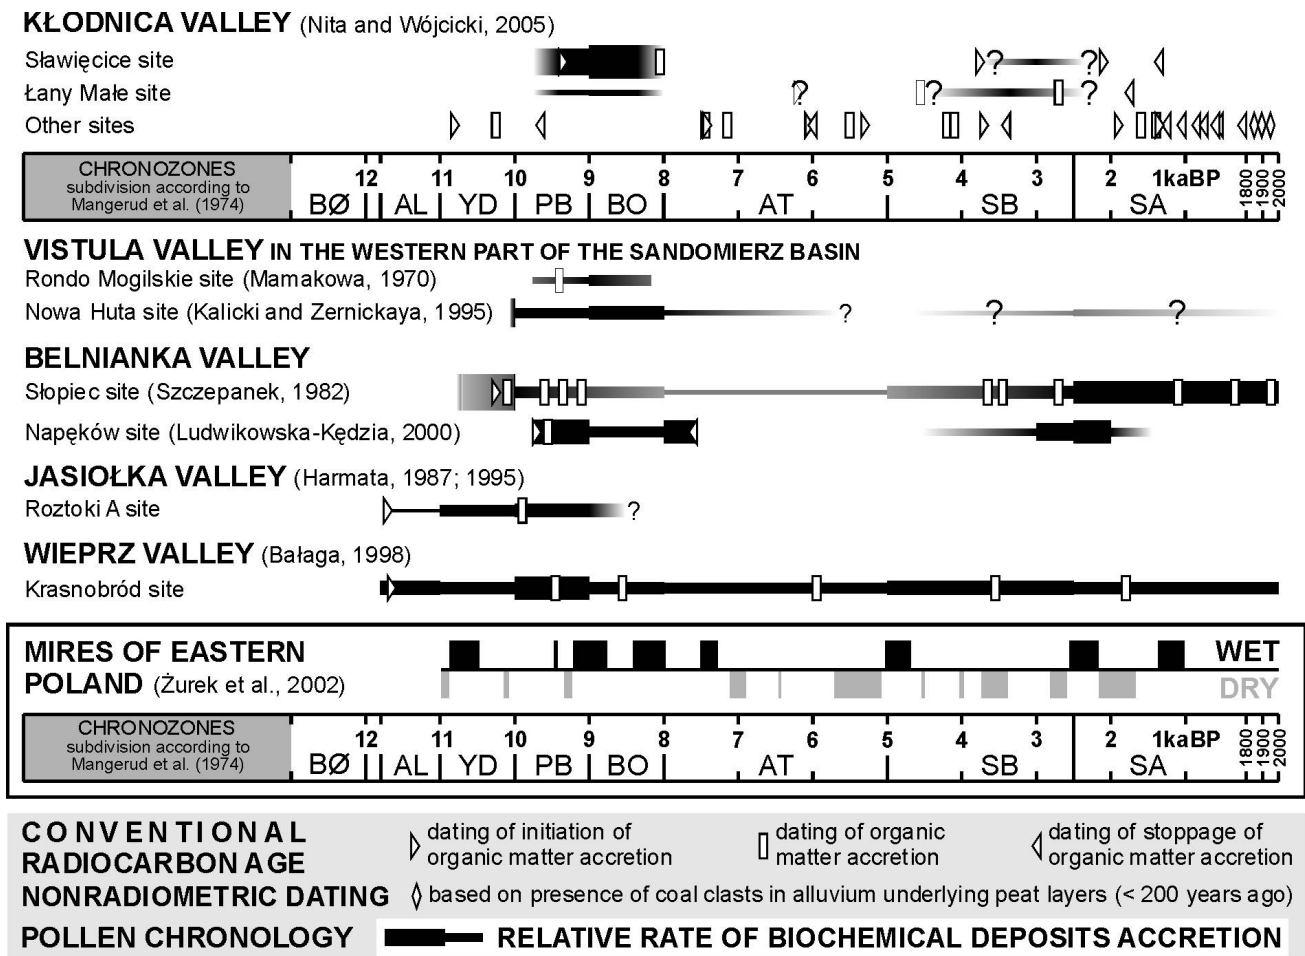 KŁODNICA VALLEY (Nita and Wójcicki, 2005)
Sławięcice site
? ?
Łany Małe site
? ? ?
Other sites
CHRONOZONES
subdivision according to
Mangerud et al. (1974)
12 11 10 9 8 7 6 5 4 3 2 1kaBP 1800 1900 2000
BØ AL YD PB BO AT SB SA
VISTULA VALLEY IN THE WESTERN PART OF THE SANDOMIERZ BASIN
Rondo Mogilskie site (Mamakowa, 1970)
Nowa Huta site (Kalicki and Zernickaya, 1995) ? ? ?
BELNIANKA VALLEY
Słopiec site (Szczepanek, 1982)
Napęków site (Ludwikowska-Kędzia, 2000)
JASIOŁKA VALLEY (Harmata, 1987; 1995)
Roztoki A site ?
WIEPRZ VALLEY (Bałaga, 1998)
Krasnobród site
MIRES OF EASTERN
POLAND (Żurek et al., 2002)
WET
DRY
CHRONOZONES
subdivision according to
Mangerud et al. (1974)
12 11 10 9 8 7 6 5 4 3 2 1kaBP 1800 1900 2000
BØ AL YD PB BO AT SB SA
CONVENTIONAL
RADIOCARBON AGE
dating of initiation of
organic matter accretion
dating of organic
matter accretion
dating of stoppage of
organic matter accretion
NONRADIOMETRIC DATING based on presence of coal clasts in alluvium underlying peat layers (< 200 years ago)
POLLEN CHRONOLOGY RELATIVE RATE OF BIOCHEMICAL DEPOSITS ACCRETION